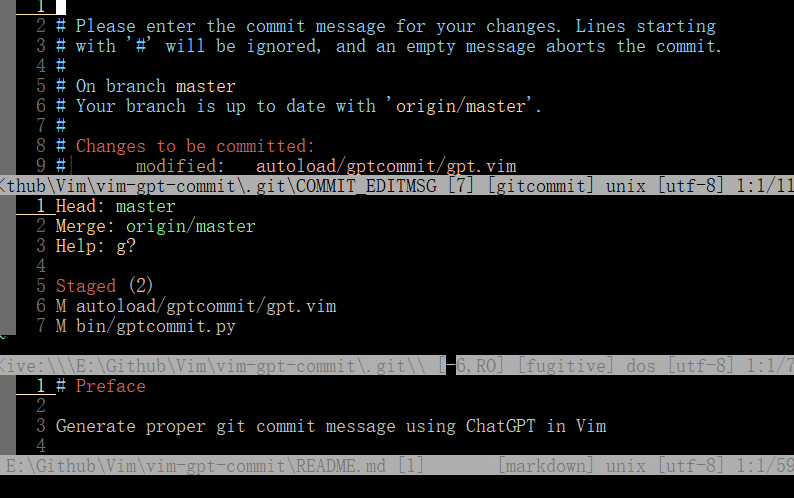 1
2 # Please enter the commit message for your changes. Lines starting
3 # with '#' will be ignored, and an empty message aborts the commit.
4 #
5 # On branch master
6 # Your branch is up to date with 'origin/master'.
7 #
8 # Changes to be committed:
9 #       modified:   autoload/gptcommit/gpt.vim
<thub\Vim\vim-gpt-commit\.git\COMMIT_EDITMSG [7] [gitcommit] unix [utf-8] 1:1/11
1 Head: master
2 Merge: origin/master
3 Help: g?
4
5 Staged (2)
6 M autoload/gptcommit/gpt.vim
7 M bin/gptcommit.py
~
<ive:\\\E:\Github\Vim\vim-gpt-commit\.git\\ [-6,RO] [fugitive] dos [utf-8] 1:1/7
1 # Preface
2
3 Generate proper git commit message using ChatGPT in Vim
4
E:\Github\Vim\vim-gpt-commit\README.md [1] [markdown] unix [utf-8] 1:1/59